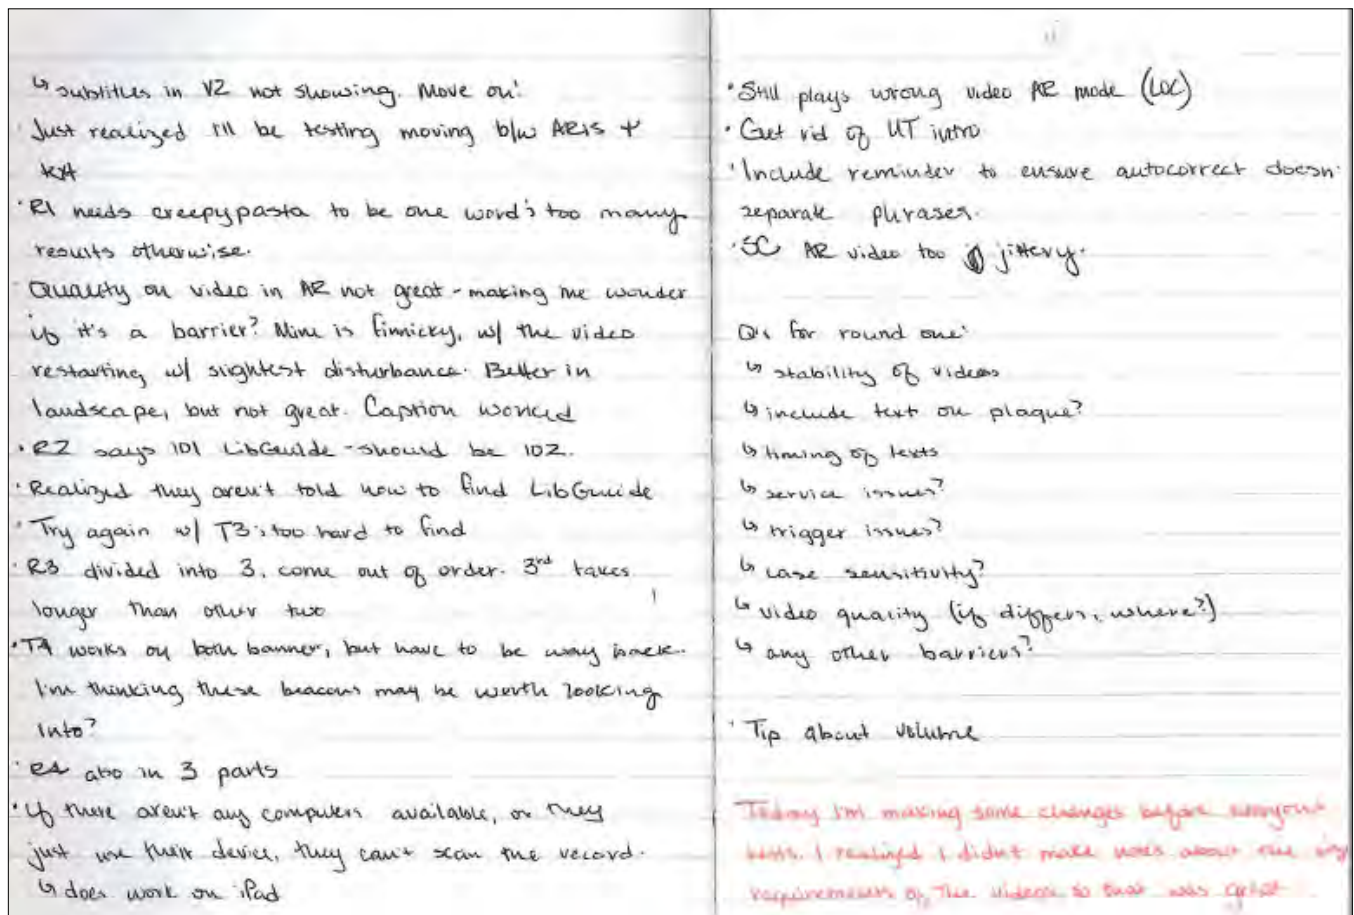 ↳ subtitles in V2 not showing. Move on!
· Just realized I'll be testing moving b/w ARIS +
text
· R1 needs creepypasta to be one word; too many
results otherwise.
· Quality on video in AR not great - making me wonder
if it's a barrier? Mine is finnicky, w/ the video
restarting w/ slightest disturbance. Better in
landscape, but not great. Caption worked
· R2 says 101 LibGuide - should be 102.
· Realized they aren't told how to find LibGuide
· Try again w/ T3; too hard to find
· R3 divided into 3, come out of order. 3rd takes
longer than other two
· T4 works on both banner, but have to be way back.
I'm thinking these beacons may be worth looking
into?
· R4 also in 3 parts
· If there aren't any computers available, or they
just use their device, they can't scan the record.
↳ does work on iPad
· Still plays wrong video AR mode (LOC)
· Get rid of UT intro
· Include reminder to ensure autocorrect doesn
separate phrases.
· SC AR video too jittery.
Q's for round one:
↳ stability of videos
↳ include text on plaque?
↳ timing of texts
↳ service issues?
↳ trigger issues?
↳ case sensitivity?
↳ video quality (if differs, where?)
↳ any other barriers?
· Tip about volume
Today I'm making some changes before everyone
tests. I realized I didn't make notes about the
requirements of the videos so that was great